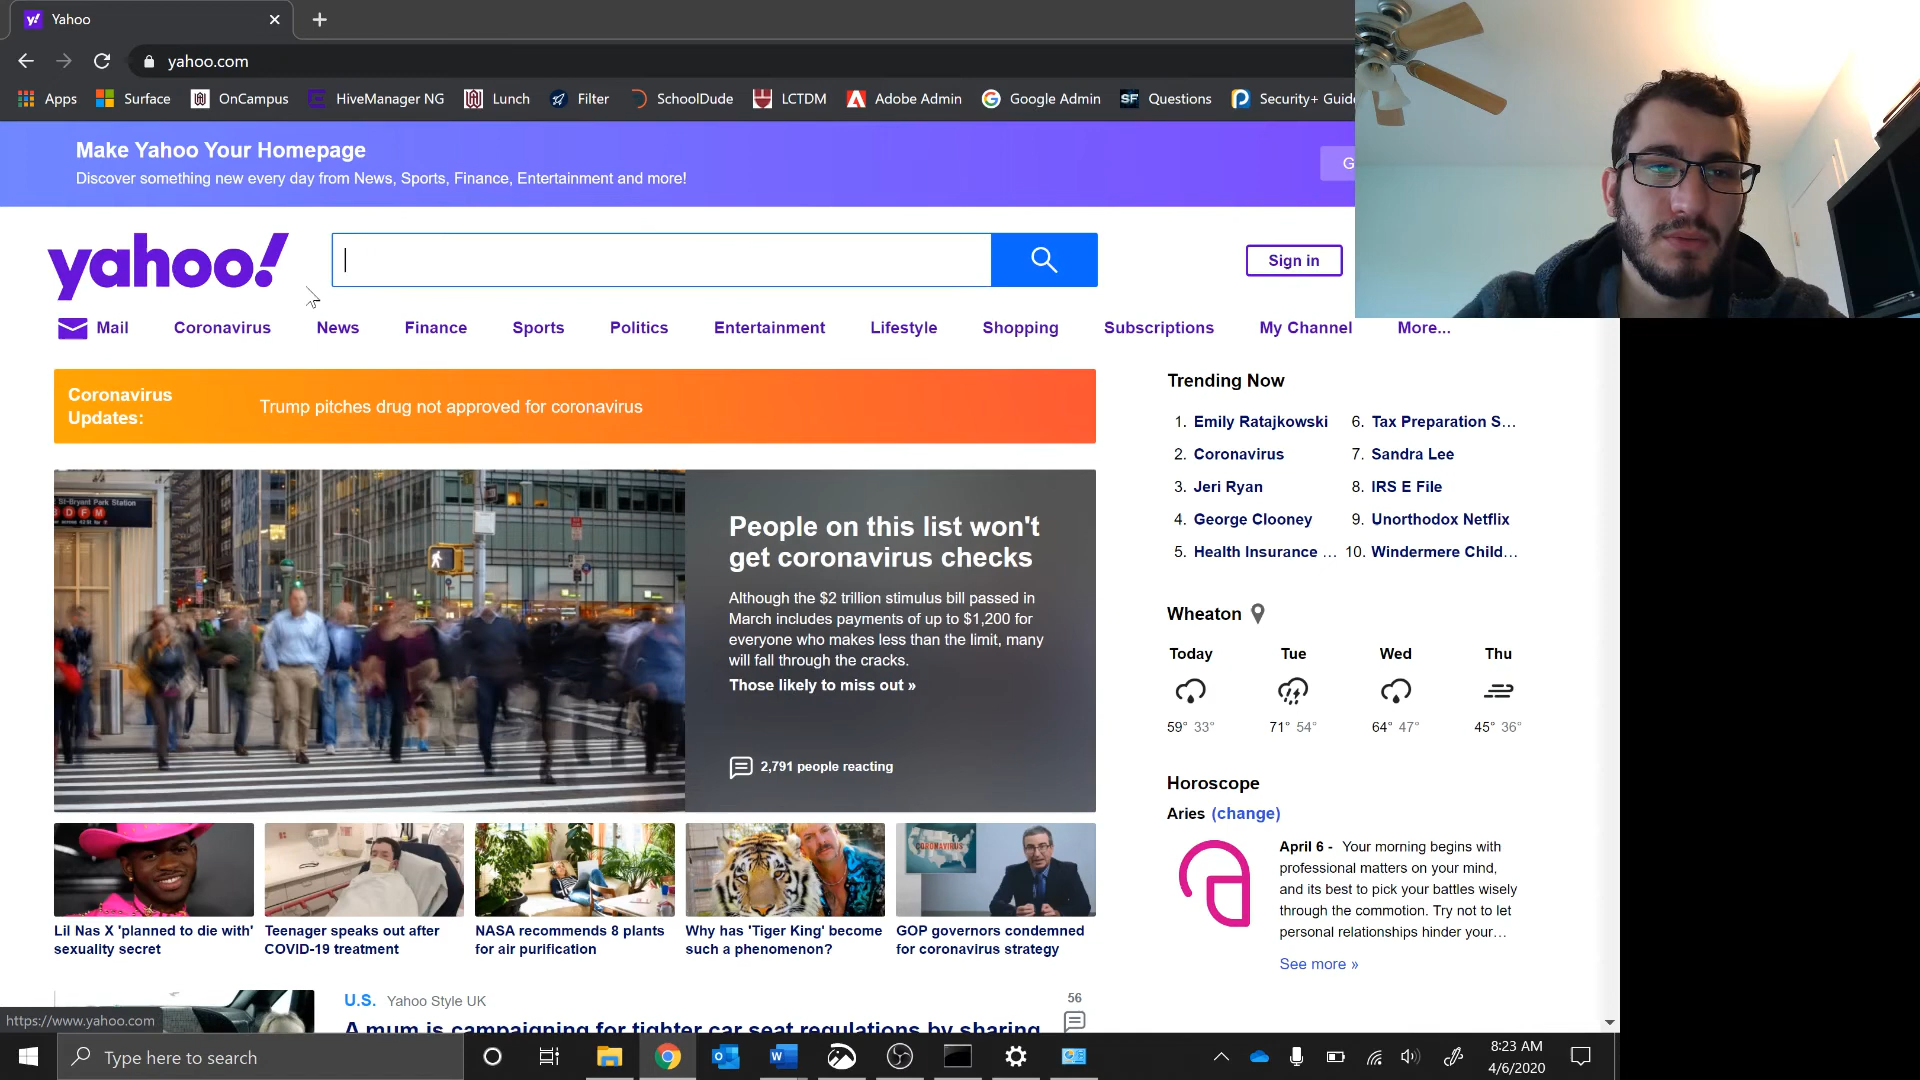 Yahoo
yahoo.com
Apps
Surface
OnCampus
HiveManager NG
Lunch
Filter
SchoolDude
LCTDM
Adobe Admin
Google Admin
Questions
Security+ Guide
Make Yahoo Your Homepage
Discover something new every day from News, Sports, Finance, Entertainment and more!
G
yahoo!
Sign in
Mail
Coronavirus
News
Finance
Sports
Politics
Entertainment
Lifestyle
Shopping
Subscriptions
My Channel
More...
Coronavirus
Updates:
Trump pitches drug not approved for coronavirus
St-Bryant Park Station
B D F M
People on this list won't
get coronavirus checks
Although the $2 trillion stimulus bill passed in
March includes payments of up to $1,200 for
everyone who makes less than the limit, many
will fall through the cracks.
Those likely to miss out »
2,791 people reacting
CORONAVIRUS
Lil Nas X 'planned to die with'
sexuality secret
Teenager speaks out after
COVID-19 treatment
NASA recommends 8 plants
for air purification
Why has 'Tiger King' become
such a phenomenon?
GOP governors condemned
for coronavirus strategy
U.S. Yahoo Style UK
56
A mum is campaigning for tighter car seat regulations by sharing
Trending Now
1. Emily Ratajkowski
2. Coronavirus
3. Jeri Ryan
4. George Clooney
5. Health Insurance ...
6. Tax Preparation S...
7. Sandra Lee
8. IRS E File
9. Unorthodox Netflix
10. Windermere Child...
Wheaton
Today
Tue
Wed
Thu
59° 33°
71° 54°
64° 47°
45° 36°
Horoscope
Aries (change)
April 6 - Your morning begins with
professional matters on your mind,
and its best to pick your battles wisely
through the commotion. Try not to let
personal relationships hinder your...
See more »
https://www.yahoo.com
Type here to search
8:23 AM
4/6/2020